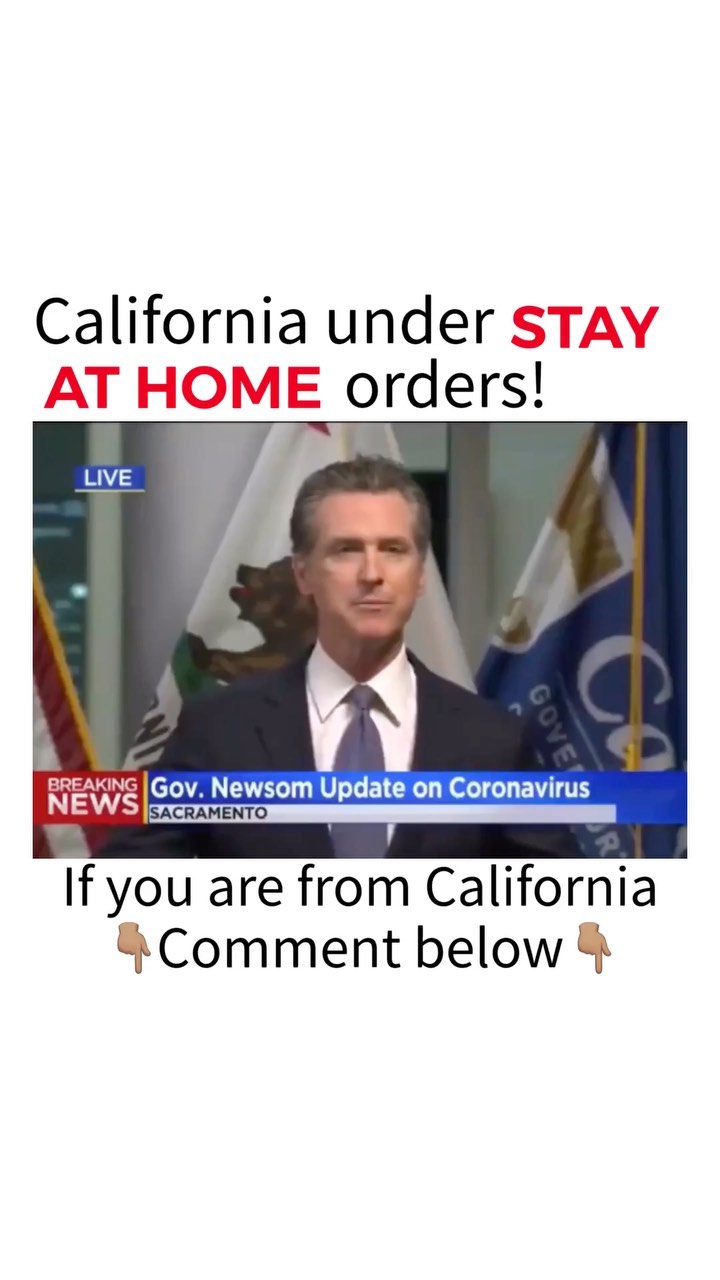 California under STAY
AT HOME orders!
LIVE
GOVE
BREAKING
NEWS
Gov. Newsom Update on Coronavirus
SACRAMENTO
If you are from California
👇🏽Comment below👇🏽